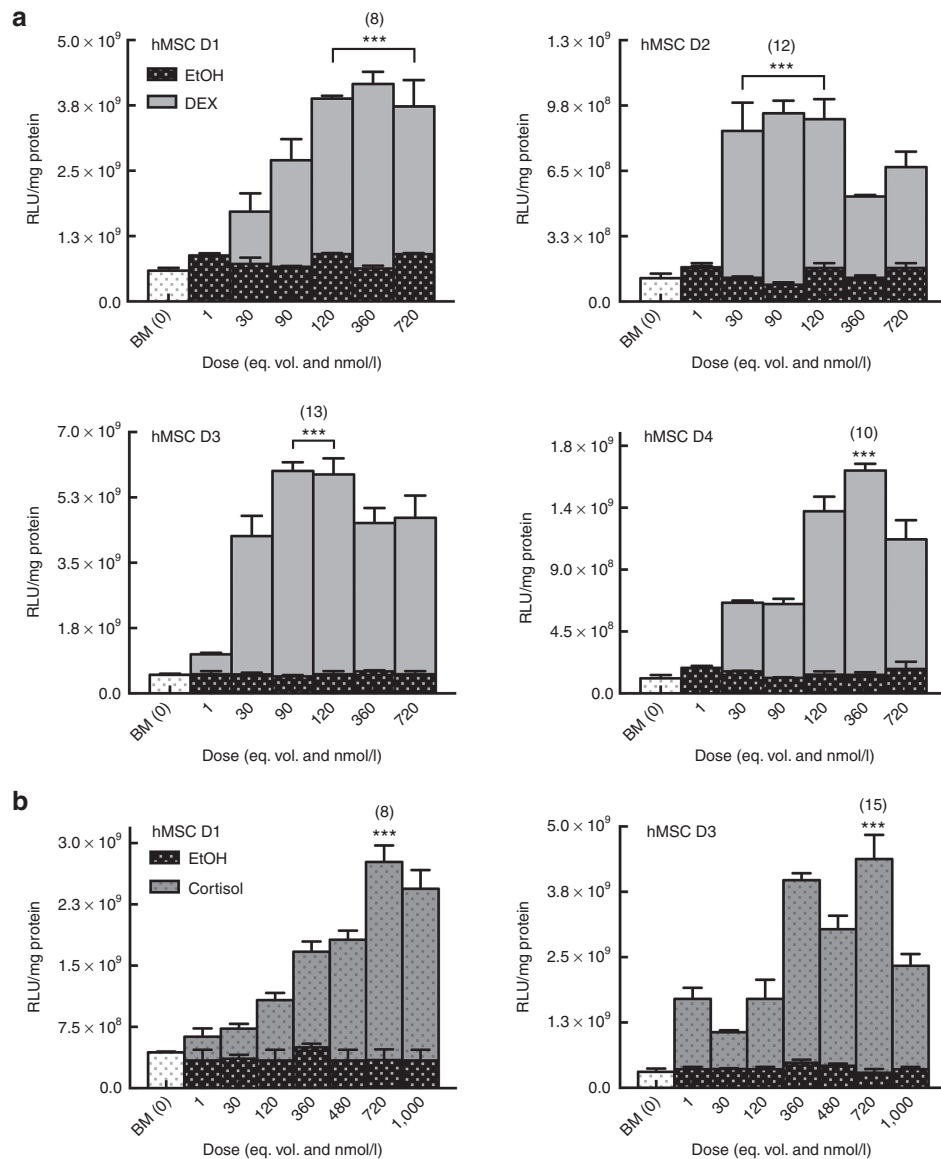 a
hMSC D1
EtOH
DEX
(8)
***
5.0 × 10⁹
3.8 × 10⁹
2.5 × 10⁹
1.3 × 10⁹
0.0
RLU/mg protein
BM (0) 1 30 90 120 360 720
Dose (eq. vol. and nmol/l)
hMSC D2
(12)
***
1.3 × 10⁹
9.8 × 10⁸
6.5 × 10⁸
3.3 × 10⁸
0.0
RLU/mg protein
BM (0) 1 30 90 120 360 720
Dose (eq. vol. and nmol/l)
hMSC D3
(13)
***
7.0 × 10⁹
5.3 × 10⁹
3.5 × 10⁹
1.8 × 10⁹
0.0
RLU/mg protein
BM (0) 1 30 90 120 360 720
Dose (eq. vol. and nmol/l)
hMSC D4
(10)
***
1.8 × 10⁹
1.4 × 10⁹
9.0 × 10⁸
4.5 × 10⁸
0.0
RLU/mg protein
BM (0) 1 30 90 120 360 720
Dose (eq. vol. and nmol/l)
b
hMSC D1
EtOH
Cortisol
(8)
***
3.0 × 10⁹
2.3 × 10⁹
1.5 × 10⁹
7.5 × 10⁸
0.0
RLU/mg protein
BM (0) 1 30 120 360 480 720 1,000
Dose (eq. vol. and nmol/l)
hMSC D3
(15)
***
5.0 × 10⁹
3.8 × 10⁹
2.5 × 10⁹
1.3 × 10⁹
0.0
RLU/mg protein
BM (0) 1 30 120 360 480 720 1,000
Dose (eq. vol. and nmol/l)